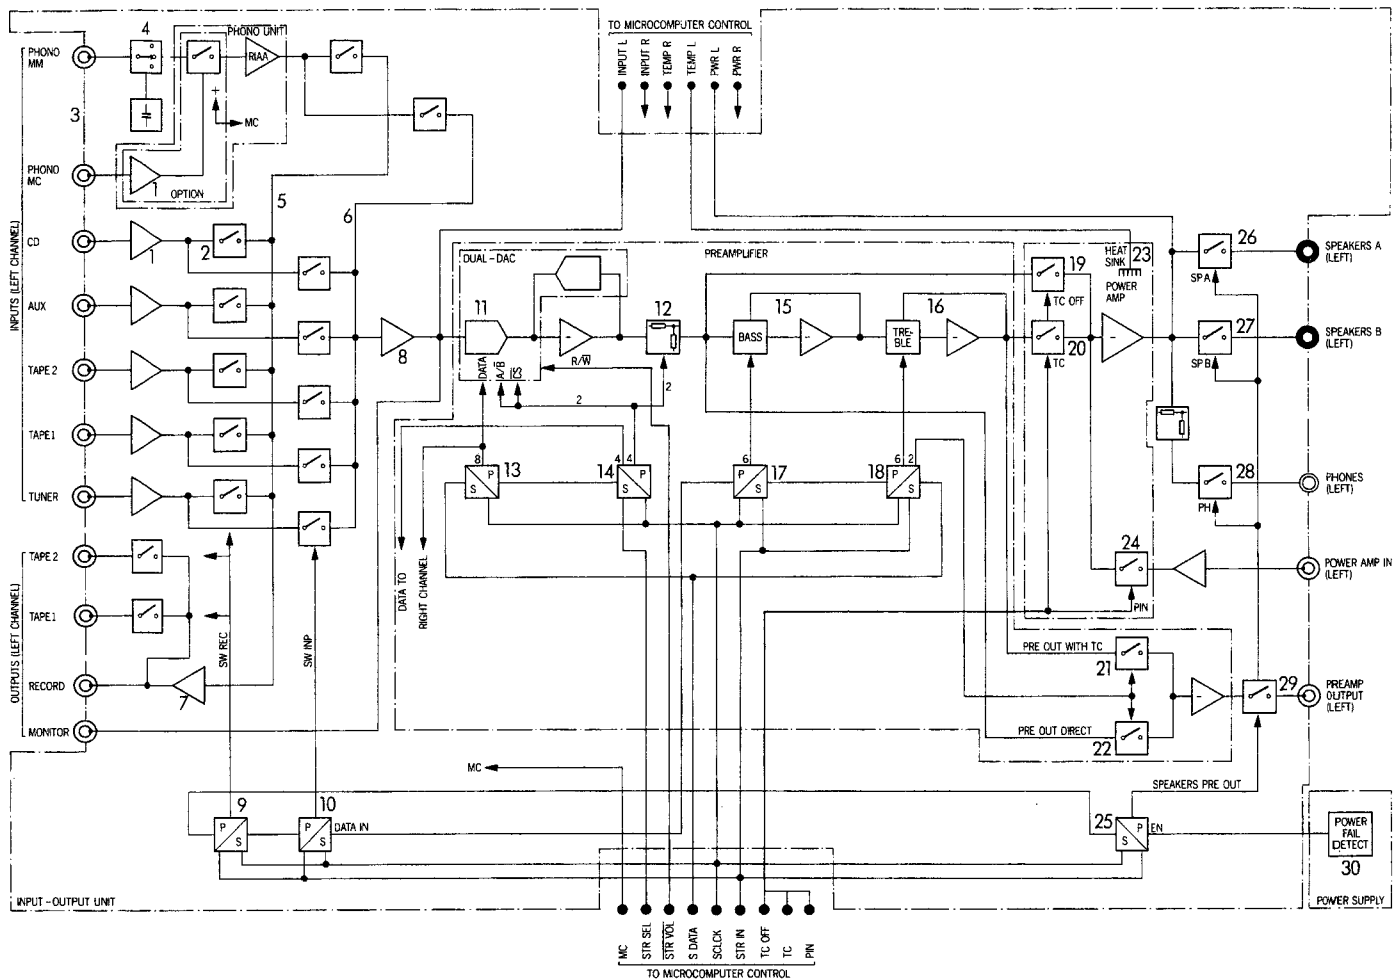 TO MICROCOMPUTER CONTROL
INPUT L
INPUT R
TEMP R
TEMP L
PWR L
PWR R
INPUTS (LEFT CHANNEL)
PHONO
MM
4
PHONO UNIT
RIAA
+
MC
3
PHONO
MC
1
OPTION
5
6
CD
1
2
AUX
TAPE 2
TAPE 1
TUNER
8
OUTPUTS (LEFT CHANNEL)
TAPE 2
TAPE 1
RECORD
7
MONITOR
SW REC
SW INP
PREAMPLIFIER
DUAL-DAC
11
DATA
A/B
CS
R/W
12
2
2
15
BASS
16
TRE-
BLE
HEAT
SINK
23
POWER
AMP
19
TC OFF
20
TC
26
SP A
SPEAKERS A
(LEFT)
27
SP B
SPEAKERS B
(LEFT)
28
PH
PHONES
(LEFT)
8
P
S
13
4 4
P
S
14
6
P
S
17
6 2
P
S
18
DATA TO
RIGHT CHANNEL
24
PIN
POWER AMP IN
(LEFT)
PRE OUT WITH TC
21
PRE OUT DIRECT
22
29
PREAMP
OUTPUT
(LEFT)
MC
SPEAKERS PRE OUT
9
P
S
10
P
S
DATA IN
25
P
S
EN
POWER
FAIL
DETECT
30
INPUT-OUTPUT UNIT
POWER SUPPLY
MC
STR SEL
STR VOL
S DATA
SCLCK
STR IN
TC OFF
TC
PIN
TO MICROCOMPUTER CONTROL